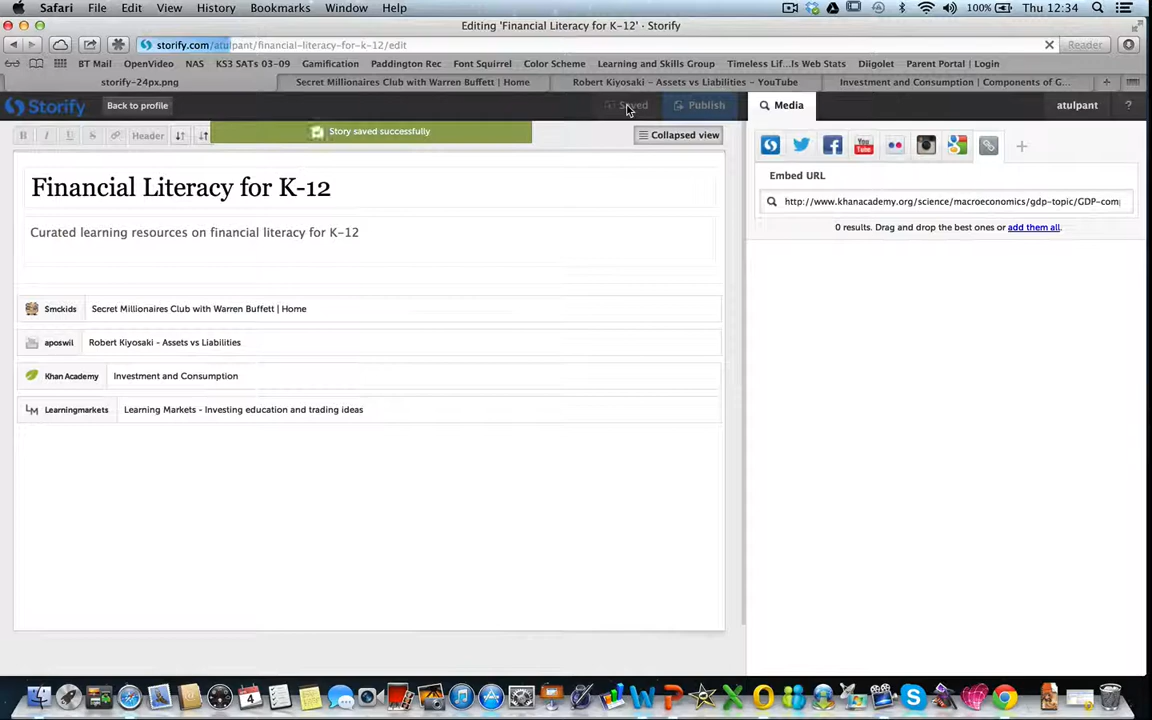 Safari File Edit View History Bookmarks Window Help 100% Thu 12:34
Editing 'Financial Literacy for K-12' · Storify
storify.com/atulpant/financial-literacy-for-k-12/edit Reader
BT Mail OpenVideo NAS KS3 SATs 03-09 Gamification Paddington Rec Font Squirrel Color Scheme Learning and Skills Group Timeless Lif...ls Web Stats Diigolet Parent Portal | Login
storify-24px.png Secret Millionaires Club with Warren Buffett | Home Robert Kiyosaki – Assets vs Liabilities – YouTube Investment and Consumption | Components of G...
Storify Back to profile Saved Publish Media atulpant ?
B I U S Header Story saved successfully Collapsed view
Embed URL
Financial Literacy for K-12
http://www.khanacademy.org/science/macroeconomics/gdp-topic/GDP-com
0 results. Drag and drop the best ones or add them all.
Curated learning resources on financial literacy for K-12
Smckids Secret Millionaires Club with Warren Buffett | Home
aposwil Robert Kiyosaki - Assets vs Liabilities
Khan Academy Investment and Consumption
LM Learningmarkets Learning Markets - Investing education and trading ideas